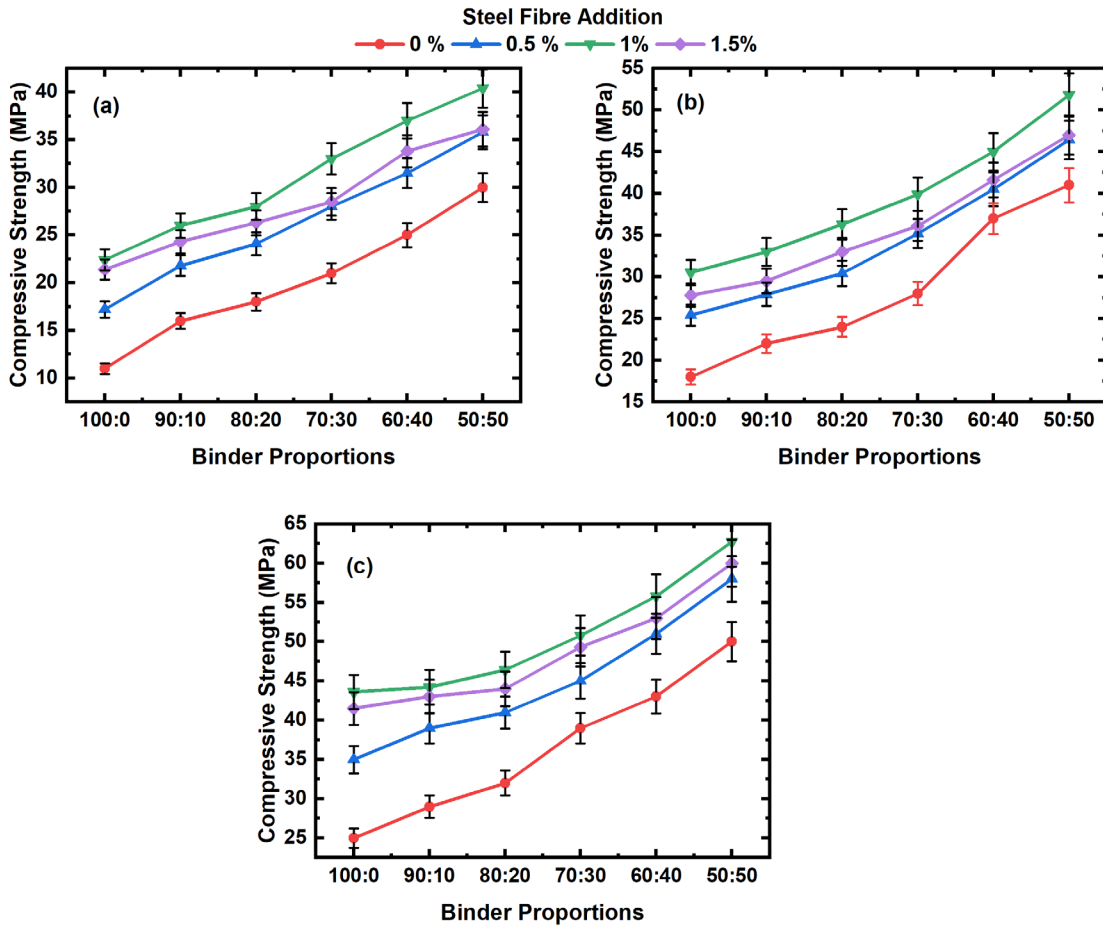 Steel Fibre Addition
0 % 0.5 % 1% 1.5%
(a)
Compressive Strength (MPa)
40
35
30
25
20
15
10
100:0 90:10 80:20 70:30 60:40 50:50
Binder Proportions
(b)
Compressive Strength (MPa)
55
50
45
40
35
30
25
20
15
100:0 90:10 80:20 70:30 60:40 50:50
Binder Proportions
(c)
Compressive Strength (MPa)
65
60
55
50
45
40
35
30
25
100:0 90:10 80:20 70:30 60:40 50:50
Binder Proportions